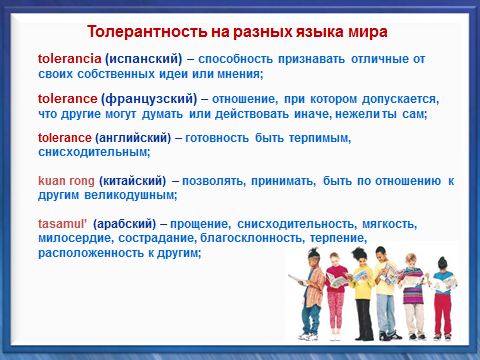 Толерантность на разных языка мира
tolerancia (испанский) – способность признавать отличные от
своих собственных идеи или мнения;
tolerance (французский) – отношение, при котором допускается,
что другие могут думать или действовать иначе, нежели ты сам;
tolerance (английский) – готовность быть терпимым,
снисходительным;
kuan rong (китайский) – позволять, принимать, быть по отношению к
другим великодушным;
tasamul’ (арабский) – прощение, снисходительность, мягкость,
милосердие, сострадание, благосклонность, терпение,
расположенность к другим;